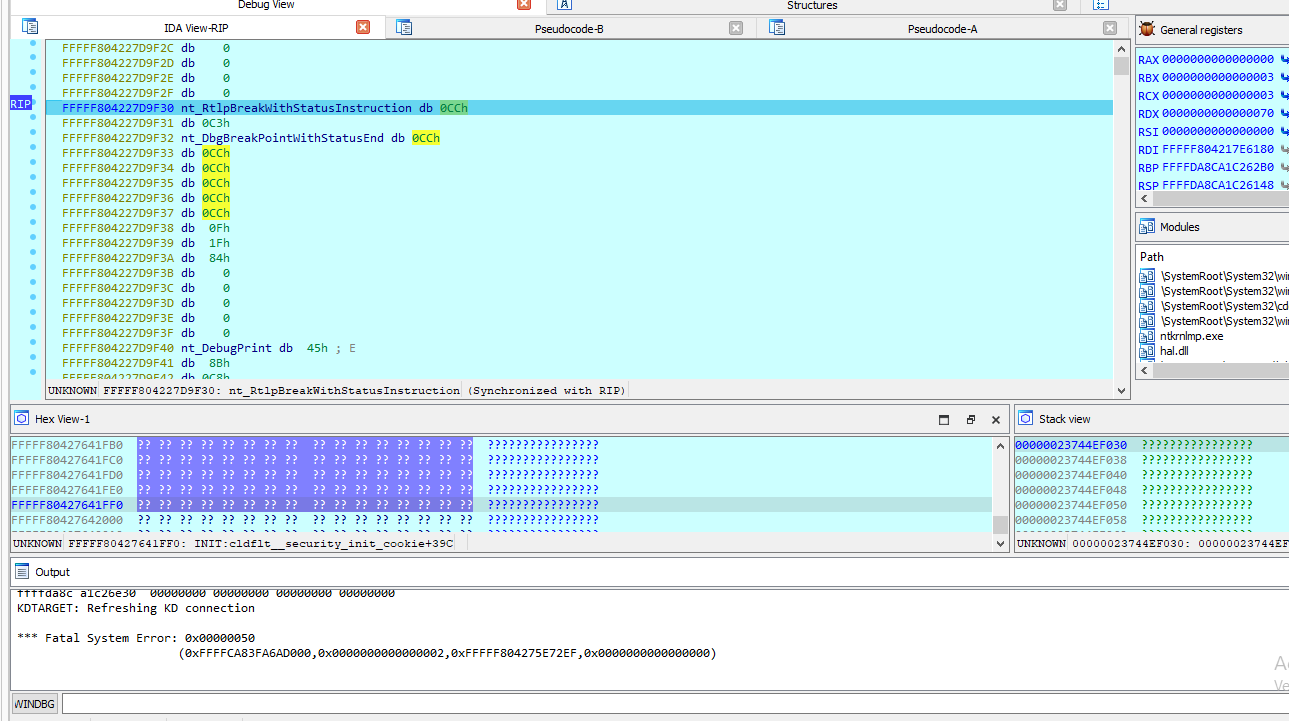 Debug View
Structures
IDA View-RIP
Pseudocode-B
Pseudocode-A
FFFFF804227D9F2C db 0
FFFFF804227D9F2D db 0
FFFFF804227D9F2E db 0
FFFFF804227D9F2F db 0
RIP FFFFF804227D9F30 nt_RtlpBreakWithStatusInstruction db 0CCh
FFFFF804227D9F31 db 0C3h
FFFFF804227D9F32 nt_DbgBreakPointWithStatusEnd db 0CCh
FFFFF804227D9F33 db 0CCh
FFFFF804227D9F34 db 0CCh
FFFFF804227D9F35 db 0CCh
FFFFF804227D9F36 db 0CCh
FFFFF804227D9F37 db 0CCh
FFFFF804227D9F38 db 0Fh
FFFFF804227D9F39 db 1Fh
FFFFF804227D9F3A db 84h
FFFFF804227D9F3B db 0
FFFFF804227D9F3C db 0
FFFFF804227D9F3D db 0
FFFFF804227D9F3E db 0
FFFFF804227D9F3F db 0
FFFFF804227D9F40 nt_DebugPrint db 45h ; E
FFFFF804227D9F41 db 8Bh
FFFFF804227D9F42 db 0C8h
UNKNOWN FFFFF804227D9F30: nt_RtlpBreakWithStatusInstruction (Synchronized with RIP)
General registers
RAX 0000000000000000
RBX 0000000000000003
RCX 0000000000000003
RDX 0000000000000070
RSI 0000000000000000
RDI FFFFF804217E6180
RBP FFFFDA8CA1C262B0
RSP FFFFDA8CA1C26148
Modules
Path
\SystemRoot\System32\wi
\SystemRoot\System32\wi
\SystemRoot\System32\cd
\SystemRoot\System32\wi
ntkrnlmp.exe
hal.dll
Hex View-1
FFFFF80427641FB0 ?? ?? ?? ?? ?? ?? ?? ?? ?? ?? ?? ?? ?? ?? ?? ?? ????????????????
FFFFF80427641FC0 ?? ?? ?? ?? ?? ?? ?? ?? ?? ?? ?? ?? ?? ?? ?? ?? ????????????????
FFFFF80427641FD0 ?? ?? ?? ?? ?? ?? ?? ?? ?? ?? ?? ?? ?? ?? ?? ?? ????????????????
FFFFF80427641FE0 ?? ?? ?? ?? ?? ?? ?? ?? ?? ?? ?? ?? ?? ?? ?? ?? ????????????????
FFFFF80427641FF0 ?? ?? ?? ?? ?? ?? ?? ?? ?? ?? ?? ?? ?? ?? ?? ?? ????????????????
FFFFF80427642000 ?? ?? ?? ?? ?? ?? ?? ?? ?? ?? ?? ?? ?? ?? ?? ?? ????????????????
UNKNOWN FFFFF80427641FF0: INIT:cldflt__security_init_cookie+39C
Stack view
00000023744EF030 ????????????????
00000023744EF038 ????????????????
00000023744EF040 ????????????????
00000023744EF048 ????????????????
00000023744EF050 ????????????????
00000023744EF058 ????????????????
UNKNOWN 00000023744EF030: 00000023744EF
Output
ffffda8c a1c26e30 00000000 00000000 00000000 00000000
KDTARGET: Refreshing KD connection
*** Fatal System Error: 0x00000050
(0xFFFFCA83FA6AD000,0x0000000000000002,0xFFFFF804275E72EF,0x0000000000000000)
WINDBG